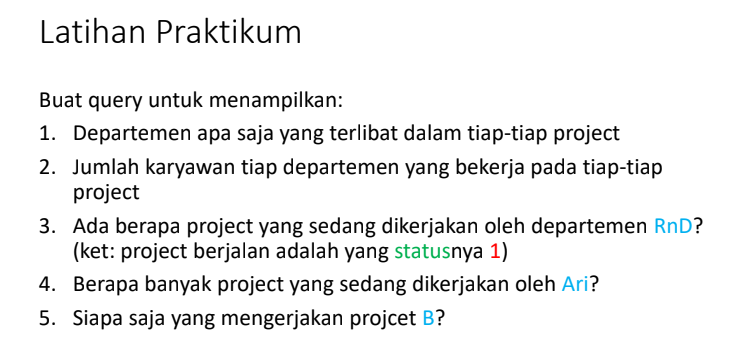 Latihan Praktikum
Buat query untuk menampilkan:
1. Departemen apa saja yang terlibat dalam tiap-tiap project
2. Jumlah karyawan tiap departemen yang bekerja pada tiap-tiap
project
3. Ada berapa project yang sedang dikerjakan oleh departemen RnD?
(ket: project berjalan adalah yang statusnya 1)
4. Berapa banyak project yang sedang dikerjakan oleh Ari?
5. Siapa saja yang mengerjakan projcet B?